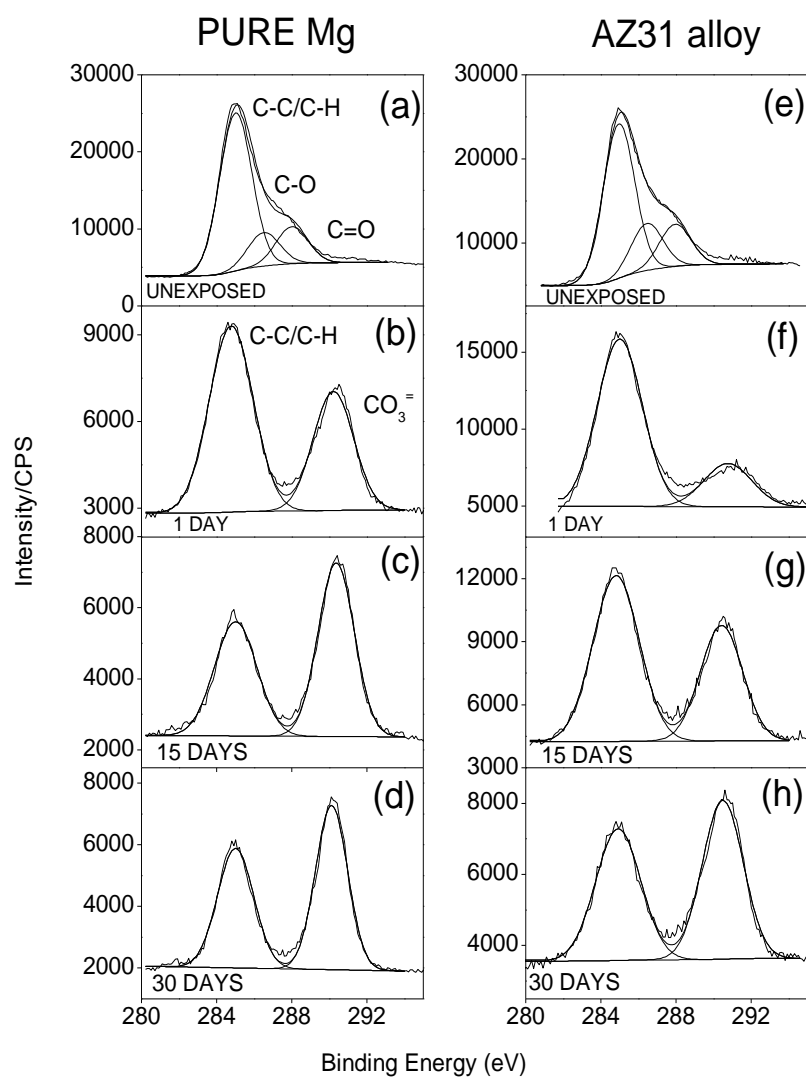 PURE Mg
AZ31 alloy
30000
20000
10000
0
C-C/C-H
C-O
C=O
(a)
UNEXPOSED
30000
20000
10000
(e)
UNEXPOSED
9000
6000
3000
C-C/C-H
CO3=
(b)
1 DAY
15000
10000
5000
(f)
1 DAY
Intensity/CPS
8000
6000
4000
2000
(c)
15 DAYS
12000
9000
6000
3000
(g)
15 DAYS
8000
6000
4000
2000
(d)
30 DAYS
8000
6000
4000
(h)
30 DAYS
280 284 288 292
280 284 288 292
Binding Energy (eV)